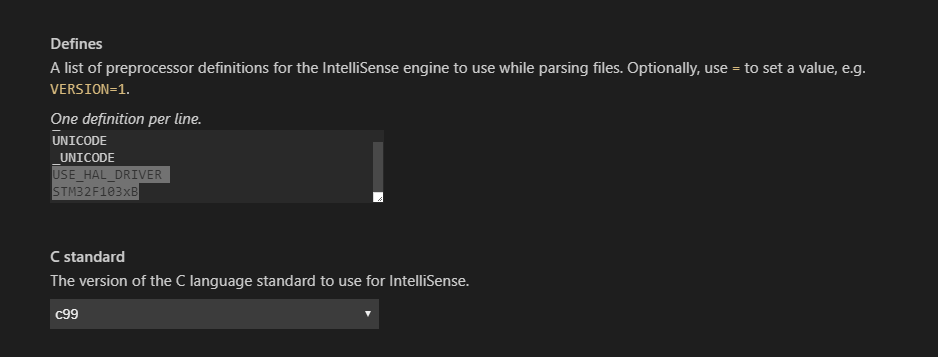 Defines
A list of preprocessor definitions for the IntelliSense engine to use while parsing files. Optionally, use = to set a value, e.g.
VERSION=1.
One definition per line.
UNICODE
_UNICODE
USE_HAL_DRIVER
STM32F103xB
C standard
The version of the C language standard to use for IntelliSense.
c99